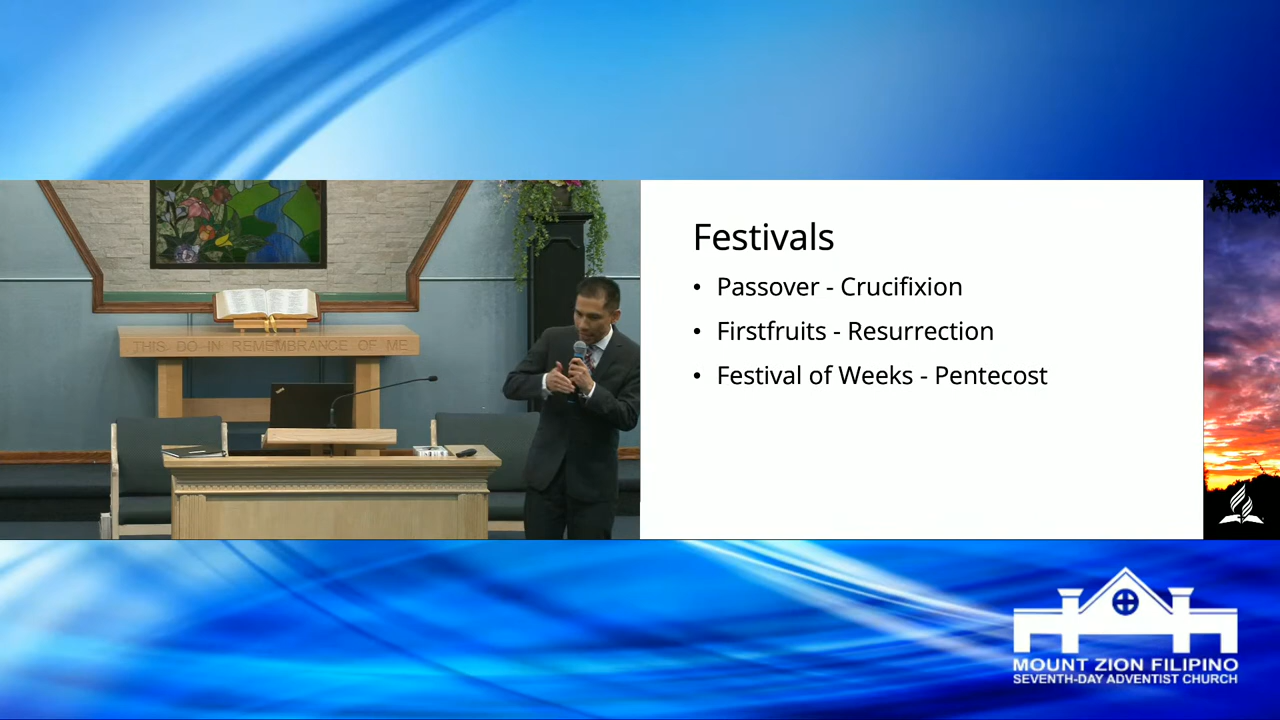 THIS DO IN REMEMBRANCE OF ME
Festivals
• Passover - Crucifixion
• Firstfruits - Resurrection
• Festival of Weeks - Pentecost
MOUNT ZION FILIPINO
SEVENTH-DAY ADVENTIST CHURCH